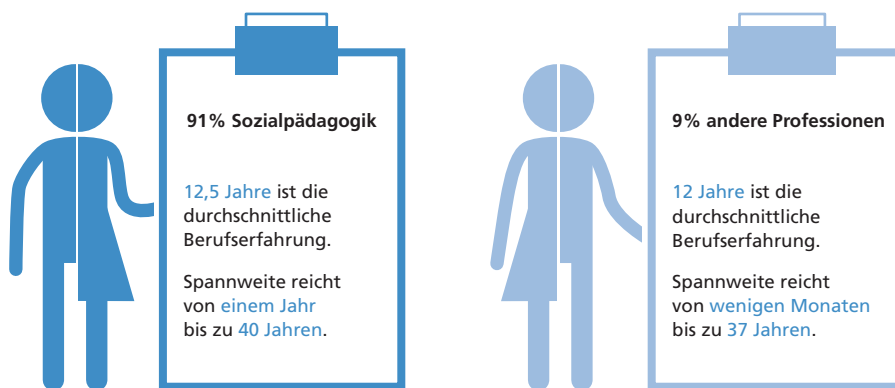 91% Sozialpädagogik
12,5 Jahre ist die
durchschnittliche
Berufserfahrung.
Spannweite reicht
von einem Jahr
bis zu 40 Jahren.
9% andere Professionen
12 Jahre ist die
durchschnittliche
Berufserfahrung.
Spannweite reicht
von wenigen Monaten
bis zu 37 Jahren.